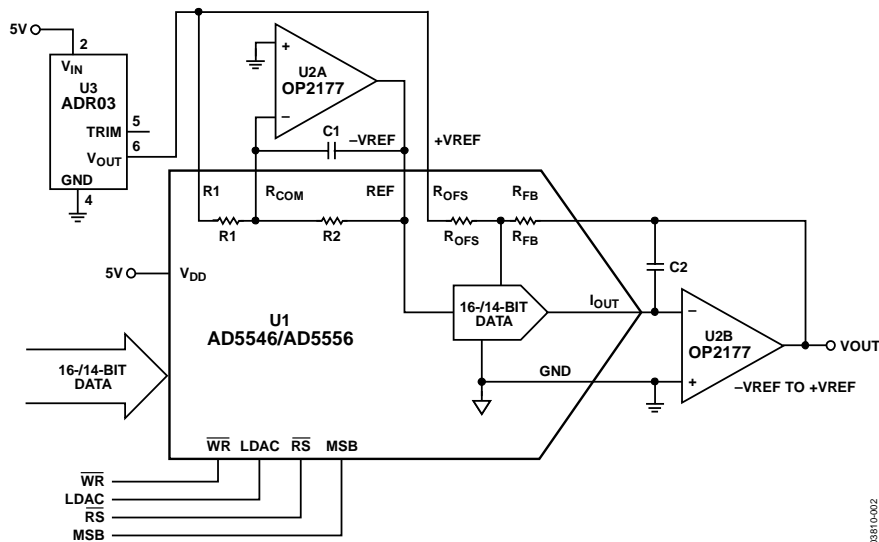 5V
2
VIN
U3
ADR03
TRIM
5
6
VOUT
GND
4
+
U2A
OP2177
–
C1
–VREF
+VREF
R1
RCOM
REF
ROFS
RFB
R1
R2
ROFS
RFB
5V
VDD
C2
U1
AD5546/AD5556
16-/14-BIT
DATA
IOUT
–
U2B
OP2177
+
VOUT
–VREF TO +VREF
GND
16-/14-BIT
DATA
WR LDAC RS MSB
WR
LDAC
RS
MSB
03810-002